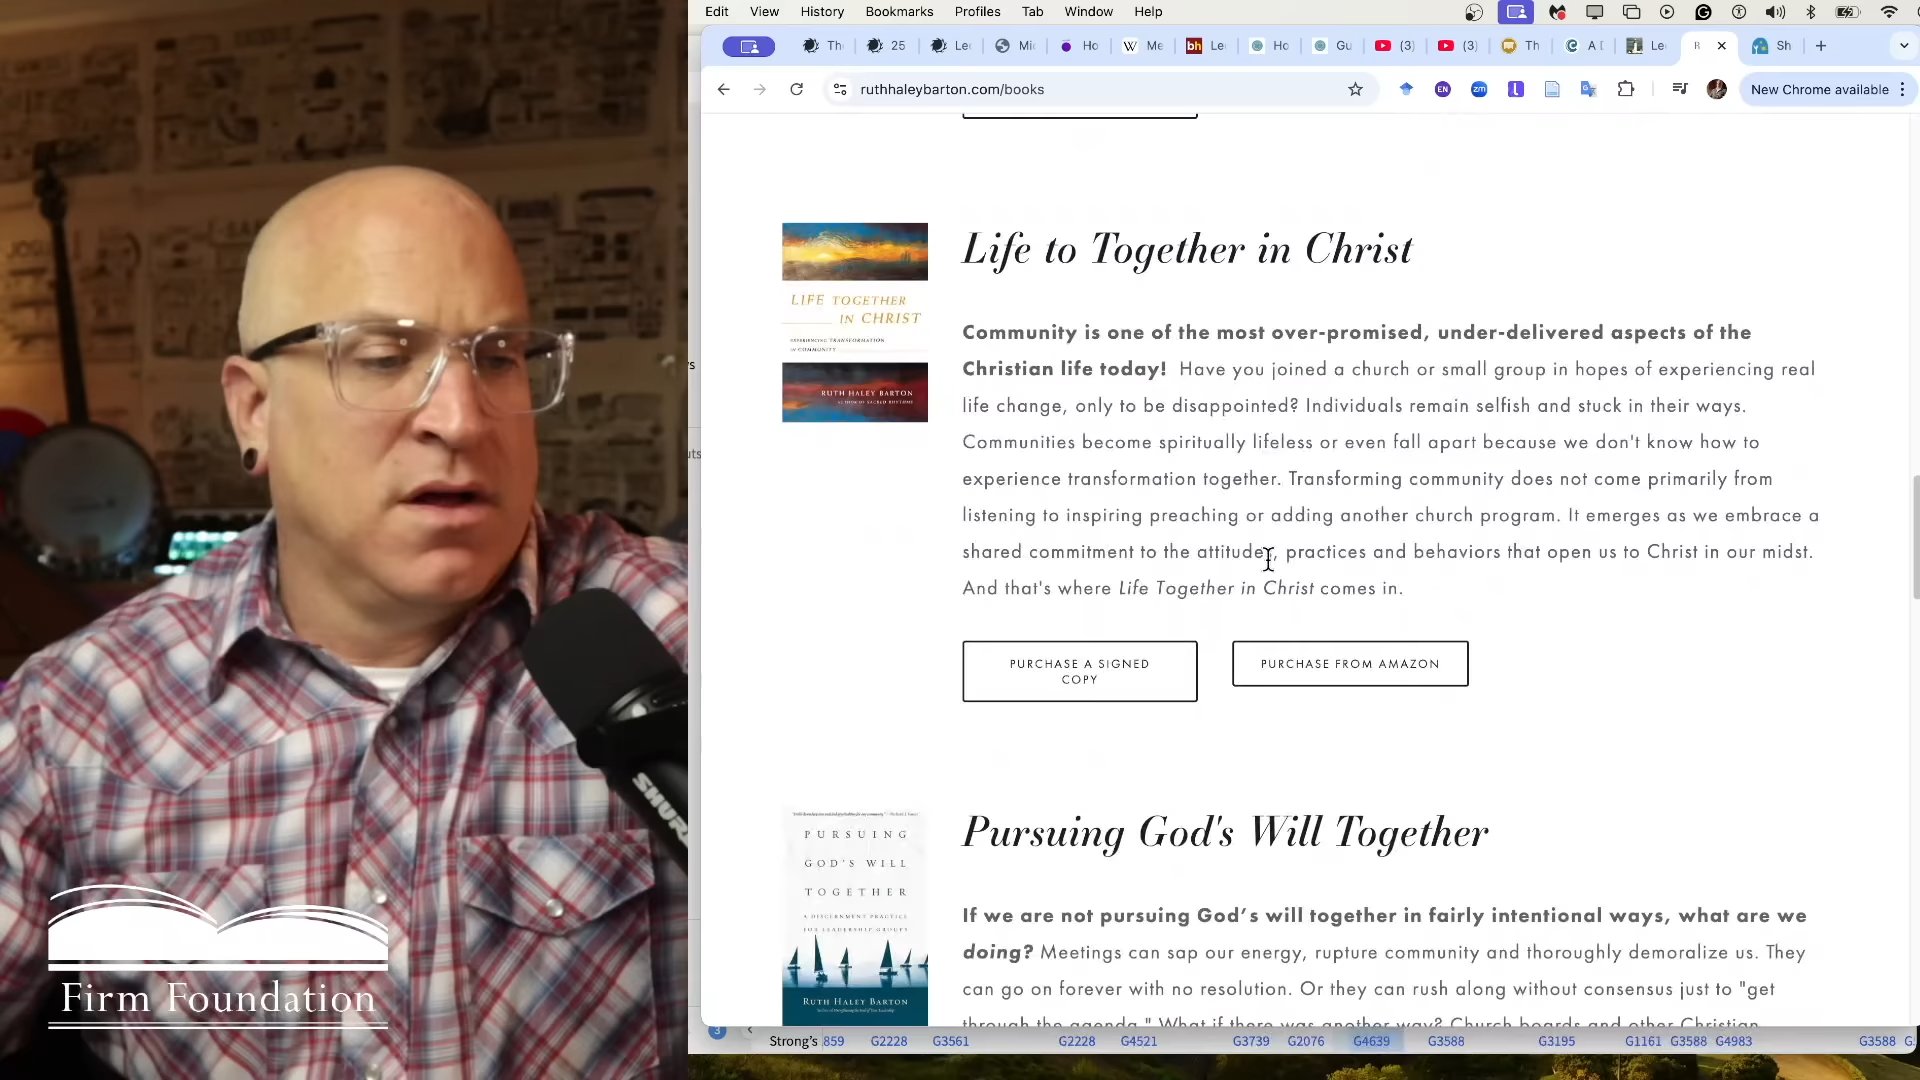 Edit View History Bookmarks Profiles Tab Window Help
Th 25 Le Mi Ho W Me bh Le Ho Gu (3) (3) Th A D Le R Sh
ruthhaleybarton.com/books
EN zm New Chrome available
Life to Together in Christ
LIFE TOGETHER
IN CHRIST
EXPERIENCING TRANSFORMATION
IN COMMUNITY
RUTH HALEY BARTON
AUTHOR OF SACRED RHYTHMS
Community is one of the most over-promised, under-delivered aspects of the
Christian life today! Have you joined a church or small group in hopes of experiencing real
life change, only to be disappointed? Individuals remain selfish and stuck in their ways.
Communities become spiritually lifeless or even fall apart because we don't know how to
experience transformation together. Transforming community does not come primarily from
listening to inspiring preaching or adding another church program. It emerges as we embrace a
shared commitment to the attitudes, practices and behaviors that open us to Christ in our midst.
And that's where Life Together in Christ comes in.
PURCHASE A SIGNED
COPY
PURCHASE FROM AMAZON
Pursuing God's Will Together
PURSUING
GOD'S WILL
TOGETHER
A DISCERNMENT PRACTICE
FOR LEADERSHIP GROUPS
RUTH HALEY BARTON
If we are not pursuing God's will together in fairly intentional ways, what are we
doing? Meetings can sap our energy, rupture community and thoroughly demoralize us. They
can go on forever with no resolution. Or they can rush along without consensus just to "get
through the agenda." What if there was another way? Church boards and other Christian
3 Strong's 859 G2228 G3561 G2228 G4521 G3739 G2076 G4639 G3588 G3195 G1161 G3588 G4983 G3588
SHURE
Firm Foundation